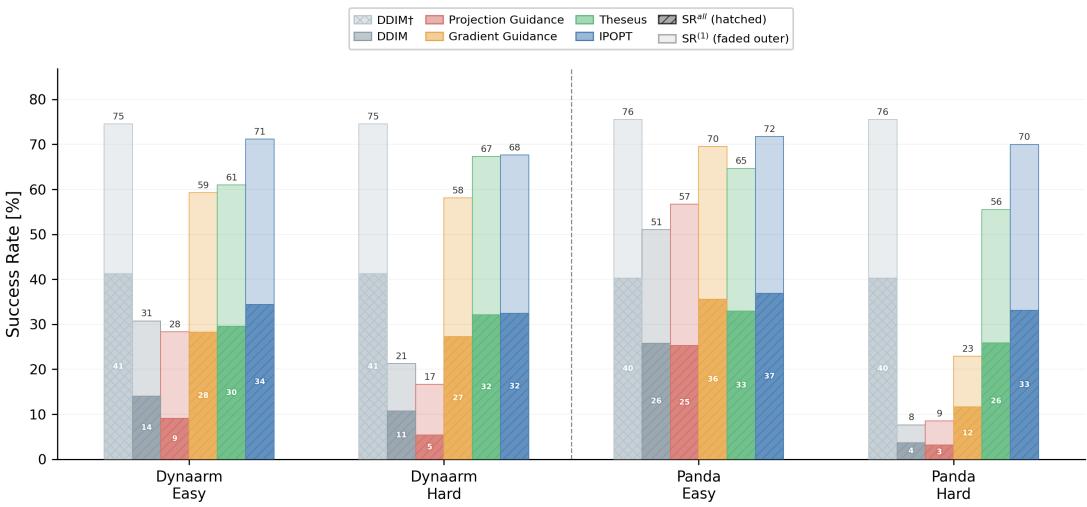 DDIM† Projection Guidance Theseus SRᵃˡˡ (hatched)
DDIM Gradient Guidance IPOPT SR⁽¹⁾ (faded outer)
Success Rate [%]
80
70
60
50
40
30
20
10
0
75 31 28 59 61 71
41 14 9 28 30 34
75 21 17 58 67 68
41 11 5 27 32 32
76 51 57 70 65 72
40 26 25 36 33 37
76 8 9 23 56 70
40 4 3 12 26 33
Dynaarm
Easy
Dynaarm
Hard
Panda
Easy
Panda
Hard